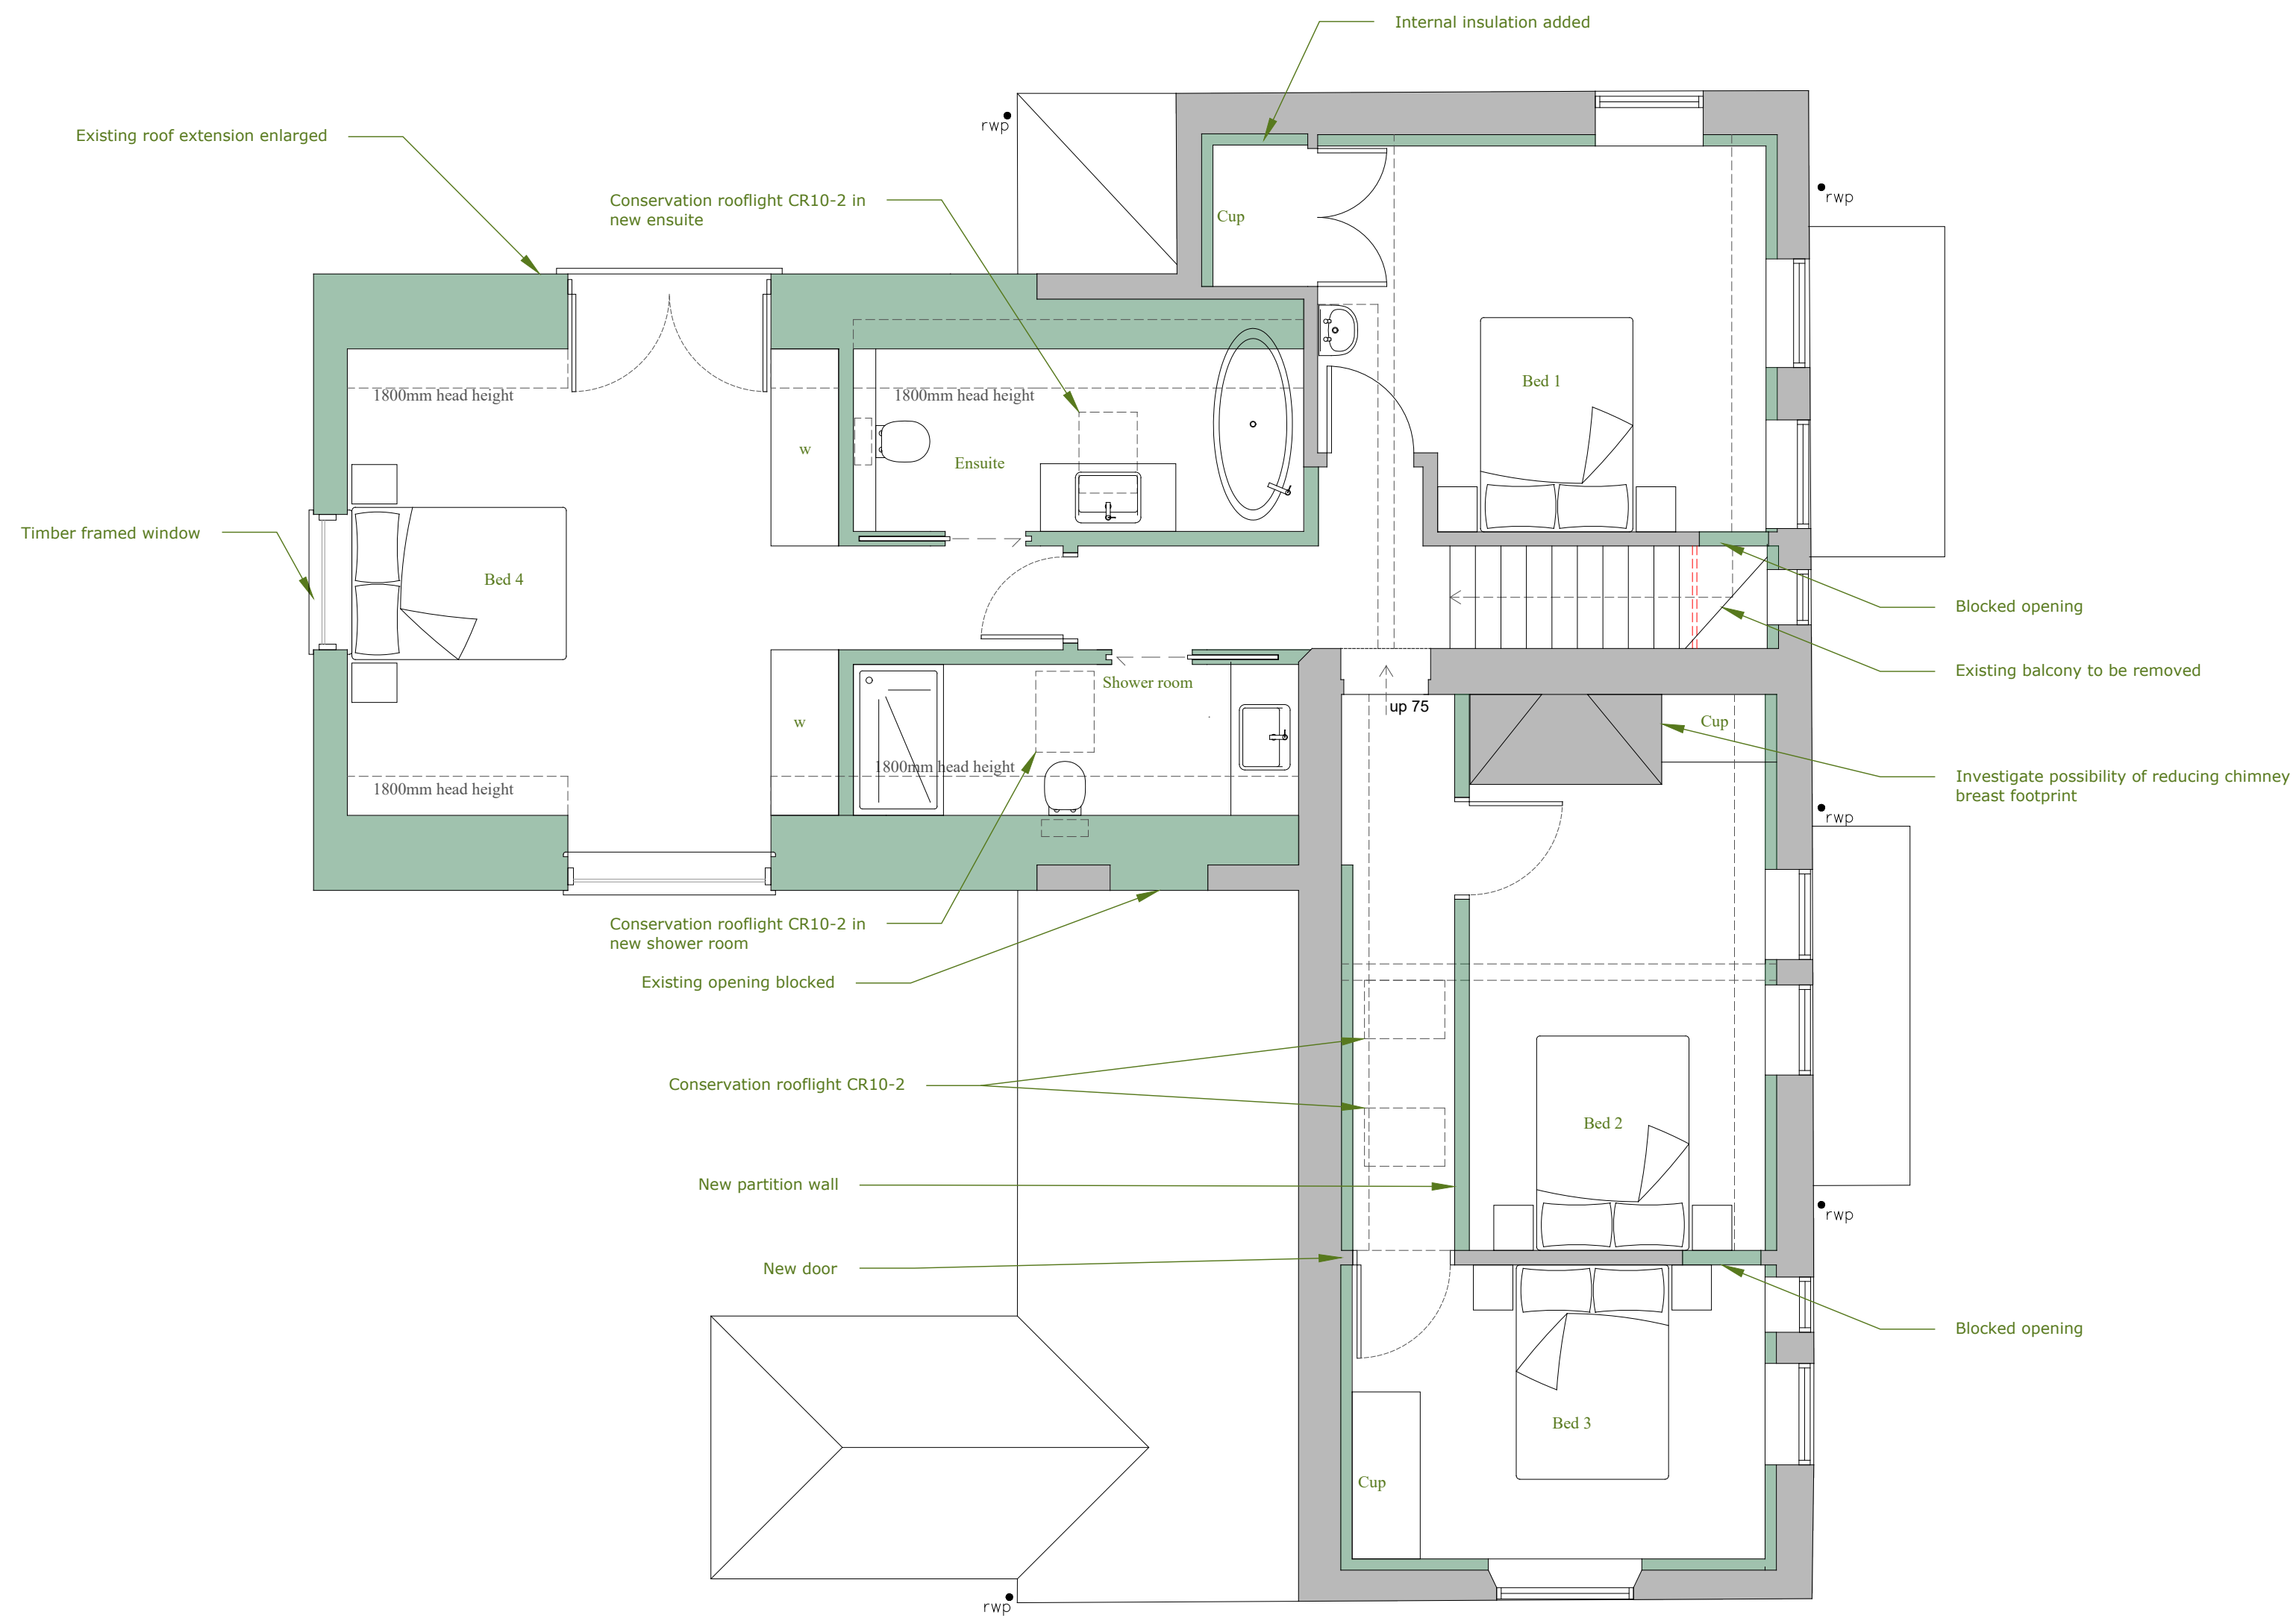 Internal insulation added
rwp
Existing roof extension enlarged
rwp
Conservation rooflight CR10-2 in
new ensuite
Cup
Bed 1
1800mm head height
1800mm head height
w
Ensuite
Timber framed window
Bed 4
Blocked opening
Existing balcony to be removed
Shower room
up 75
Cup
w
1800mm head height
Investigate possibility of reducing chimney
breast footprint
1800mm head height
rwp
Conservation rooflight CR10-2 in
new shower room
Existing opening blocked
Conservation rooflight CR10-2
Bed 2
New partition wall
rwp
New door
Blocked opening
Bed 3
Cup
rwp